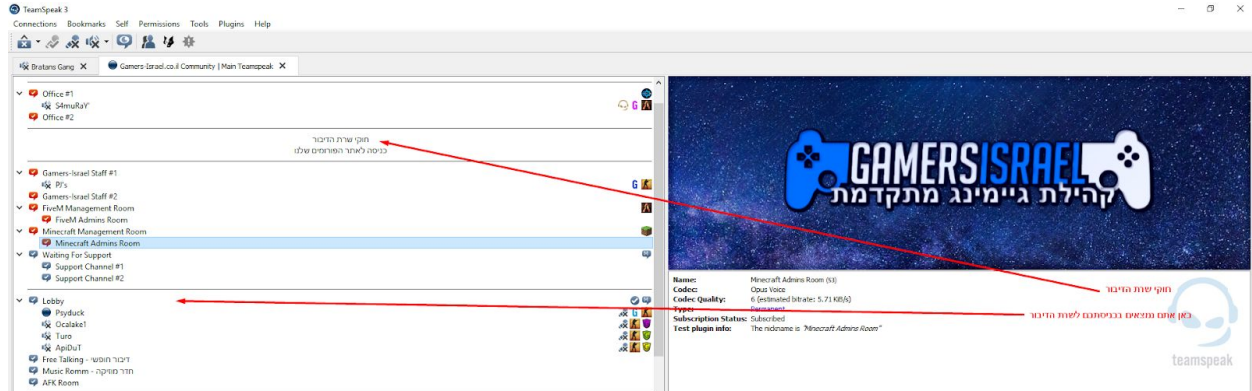 TeamSpeak 3
Connections Bookmarks Self Permissions Tools Plugins Help
Bratans Gang X
Gamers-Israel.co.il Community | Main Teamspeak X
Office #1
S4muRaY'
G
Office #2
חוקי שרת הדיבור
כניסה לאתר הפורומים שלנו
Gamers-Israel Staff #1
PJ's
G
Gamers-Israel Staff #2
FiveM Management Room
FiveM Admins Room
Minecraft Management Room
Minecraft Admins Room
Waiting For Support
Support Channel #1
Support Channel #2
Lobby
Psyduck
G
Ocalake1
Turo
ApiDuT
Free Talking - דיבור חופשי
Music Romm - חדר מוזיקה
AFK Room
GAMERSISRAEL
קהילת גיימינג מתקדמת
Name: Minecraft Admins Room (53)
Codec: Opus Voice
Codec Quality: 6 (estimated bitrate: 5.71 KiB/s)
Type: Permanent
Subscription Status: Subscribed
Test plugin info: The nickname is "Minecraft Admins Room"
חוקי שרת הדיבור
כאן אתם נמצאים בכניסתכם לשרת הדיבור
teamspeak